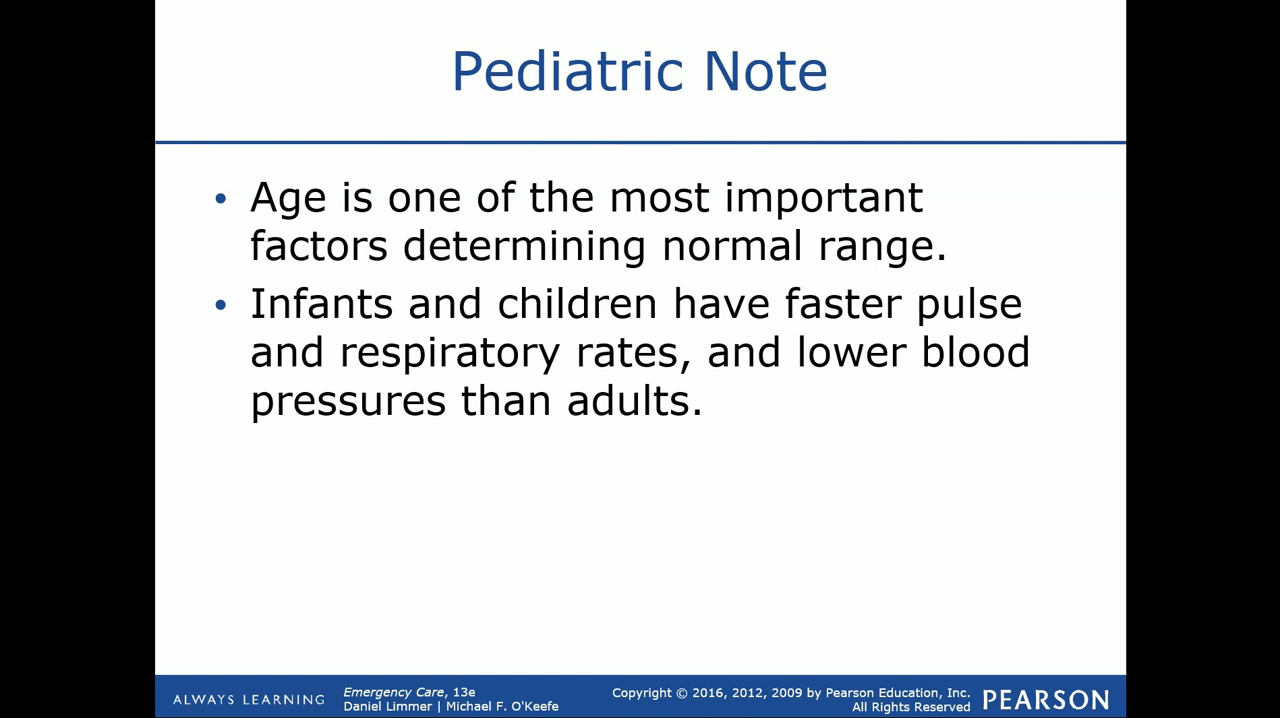 Pediatric Note
• Age is one of the most important
factors determining normal range.
• Infants and children have faster pulse
and respiratory rates, and lower blood
pressures than adults.
ALWAYS LEARNING
Emergency Care, 13e
Daniel Limmer | Michael F. O'Keefe
Copyright © 2016, 2012, 2009 by Pearson Education, Inc.
All Rights Reserved
PEARSON